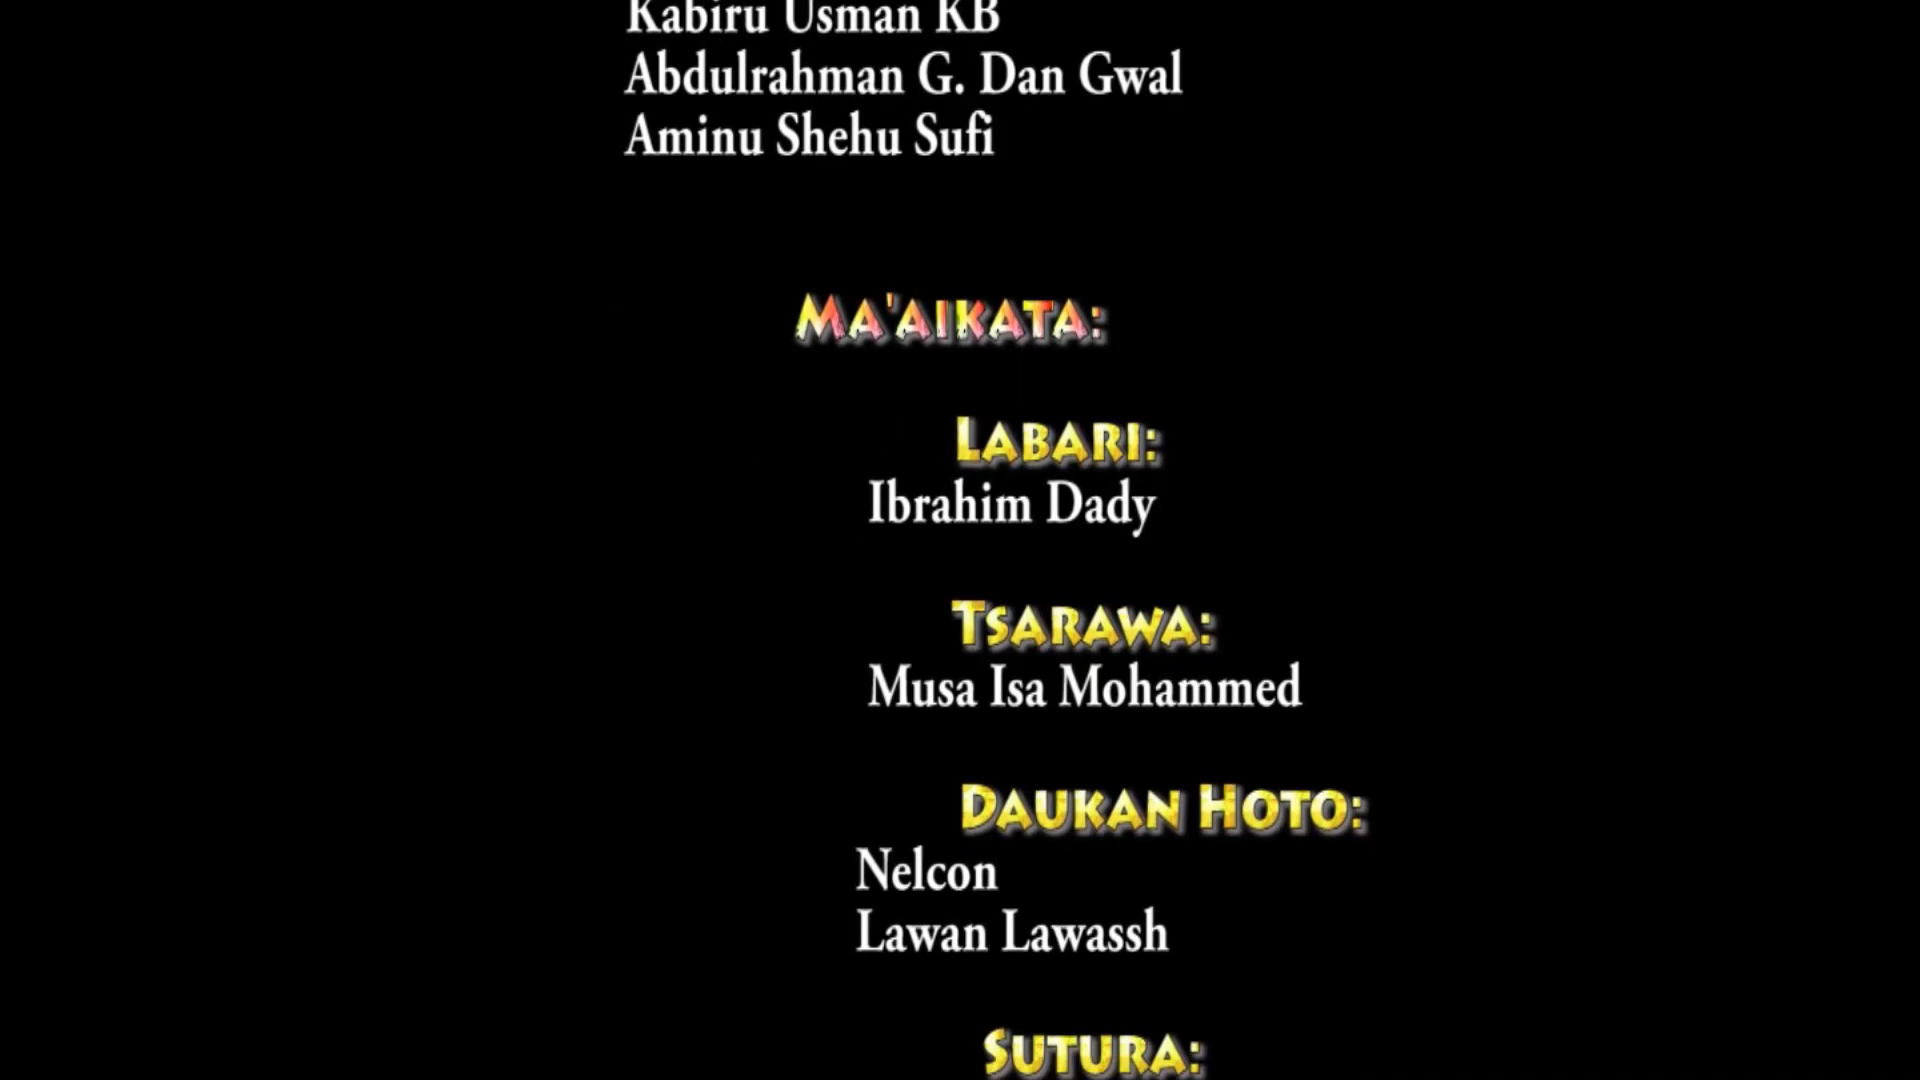 Kabiru Usman KB
Abdulrahman G. Dan Gwal
Aminu Shehu Sufi
MA'AIKATA:
LABARI:
Ibrahim Dady
TSARAWA:
Musa Isa Mohammed
DAUKAN HOTO:
Nelcon
Lawan Lawassh
SUTURA: